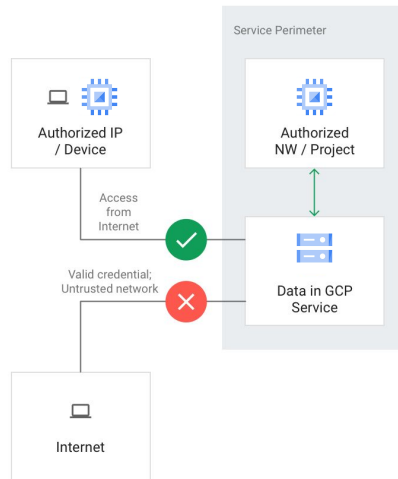 Service Perimeter
Authorized IP
/ Device
Authorized
NW / Project
Access
from
Internet
Valid credential;
Untrusted network
Data in GCP
Service
Internet